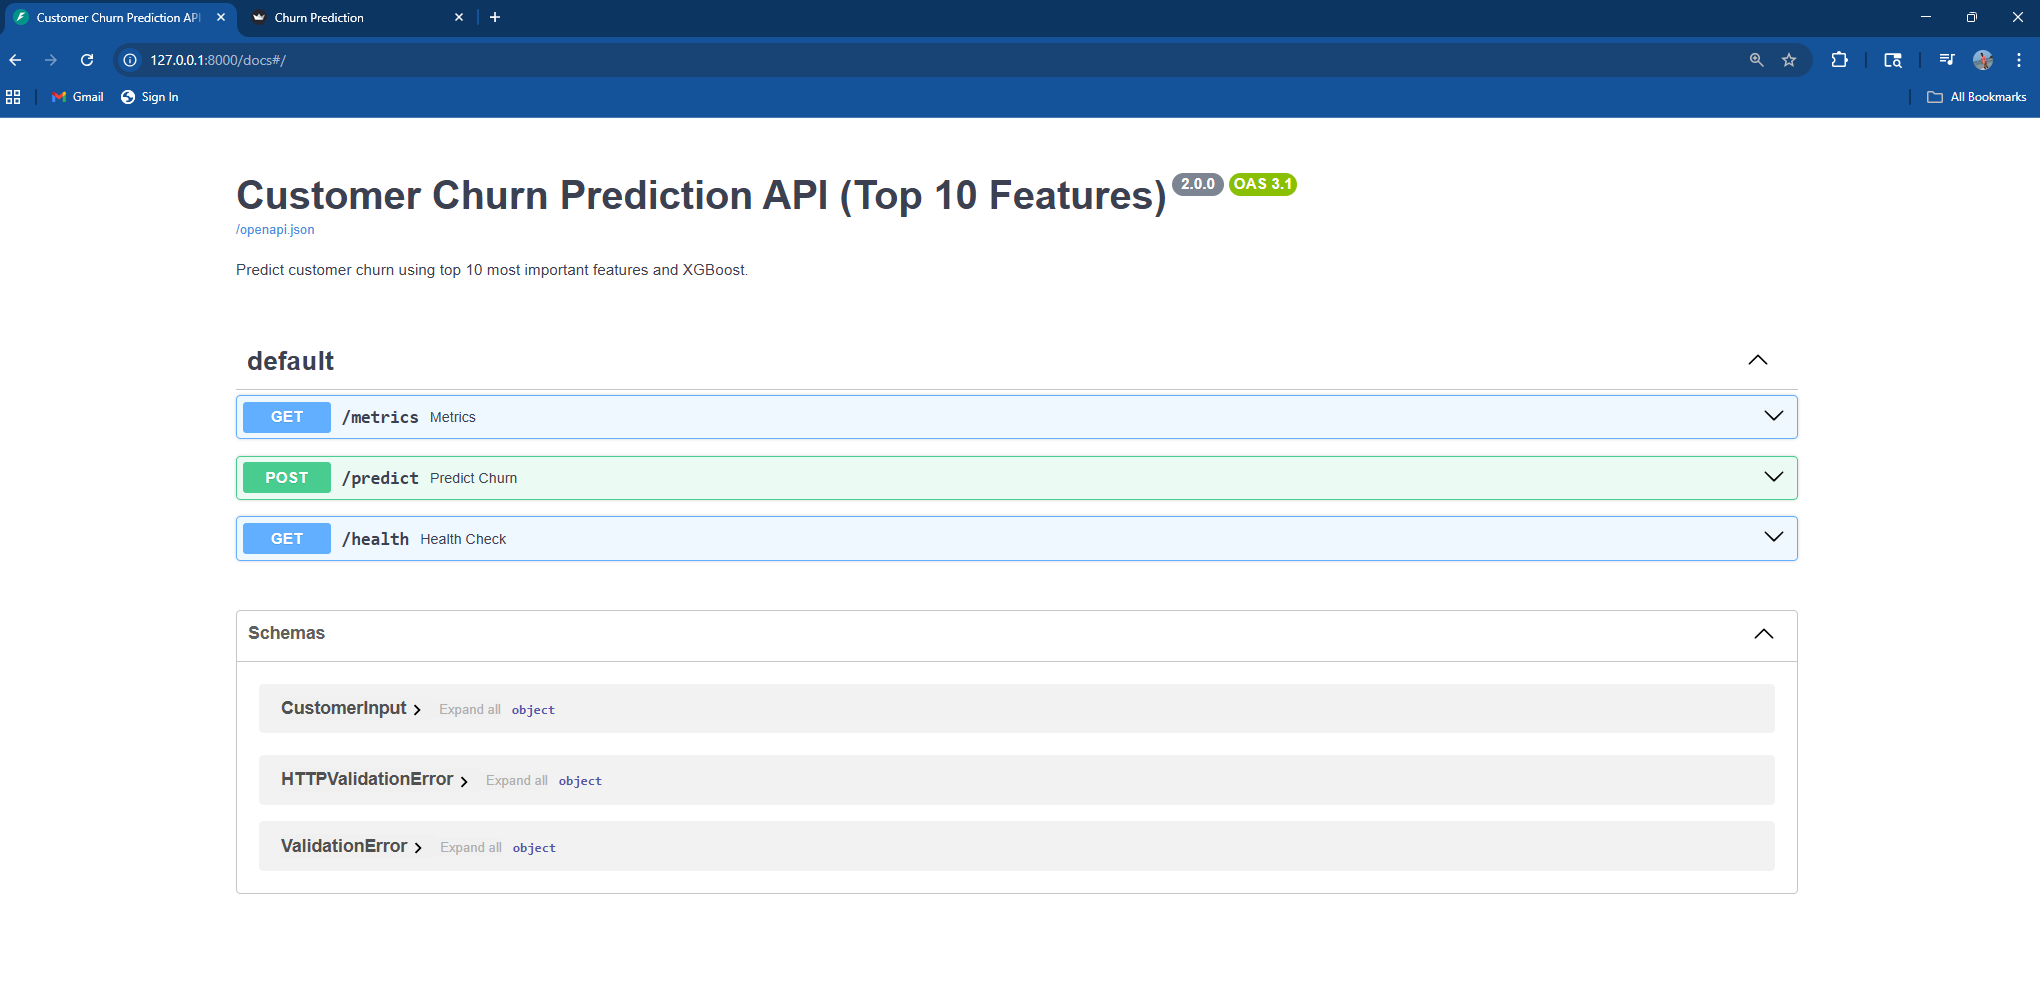 Customer Churn Prediction API
Churn Prediction
127.0.0.1:8000/docs#/
Gmail
Sign In
All Bookmarks
Customer Churn Prediction API (Top 10 Features) 2.0.0 OAS 3.1
/openapi.json
Predict customer churn using top 10 most important features and XGBoost.
default
GET /metrics Metrics
POST /predict Predict Churn
GET /health Health Check
Schemas
CustomerInput Expand all object
HTTPValidationError Expand all object
ValidationError Expand all object